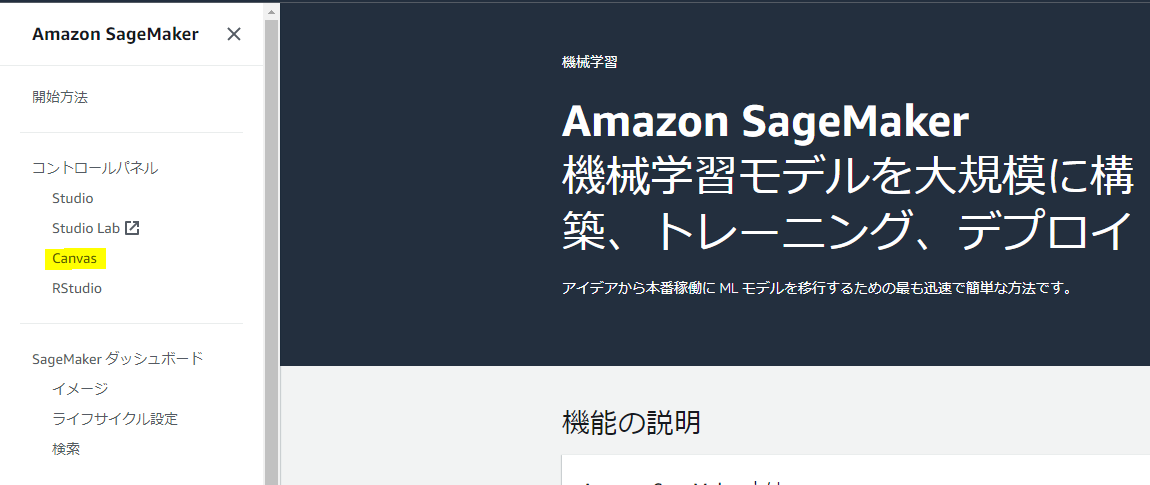 Amazon SageMaker
開始方法
コントロールパネル
Studio
Studio Lab
Canvas
RStudio
SageMaker ダッシュボード
イメージ
ライフサイクル設定
検索
機械学習
Amazon SageMaker
機械学習モデルを大規模に構
築、トレーニング、デプロイ
アイデアから本番稼働に ML モデルを移行するための最も迅速で簡単な方法です。
機能の説明